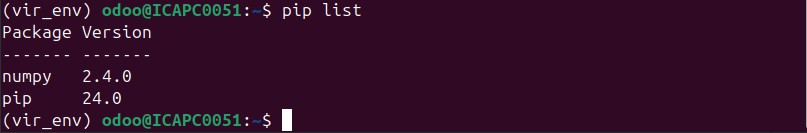 (vir_env) odoo@ICAPC0051:~$ pip list
Package Version
------- -------
numpy   2.4.0
pip     24.0
(vir_env) odoo@ICAPC0051:~$